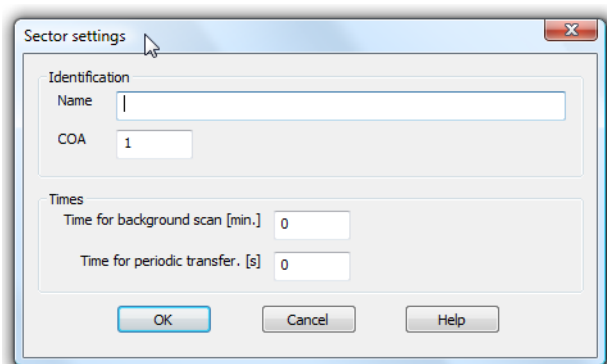 Sector settings
Identification
Name
COA 1
Times
Time for background scan [min.] 0
Time for periodic transfer. [s] 0
OK Cancel Help